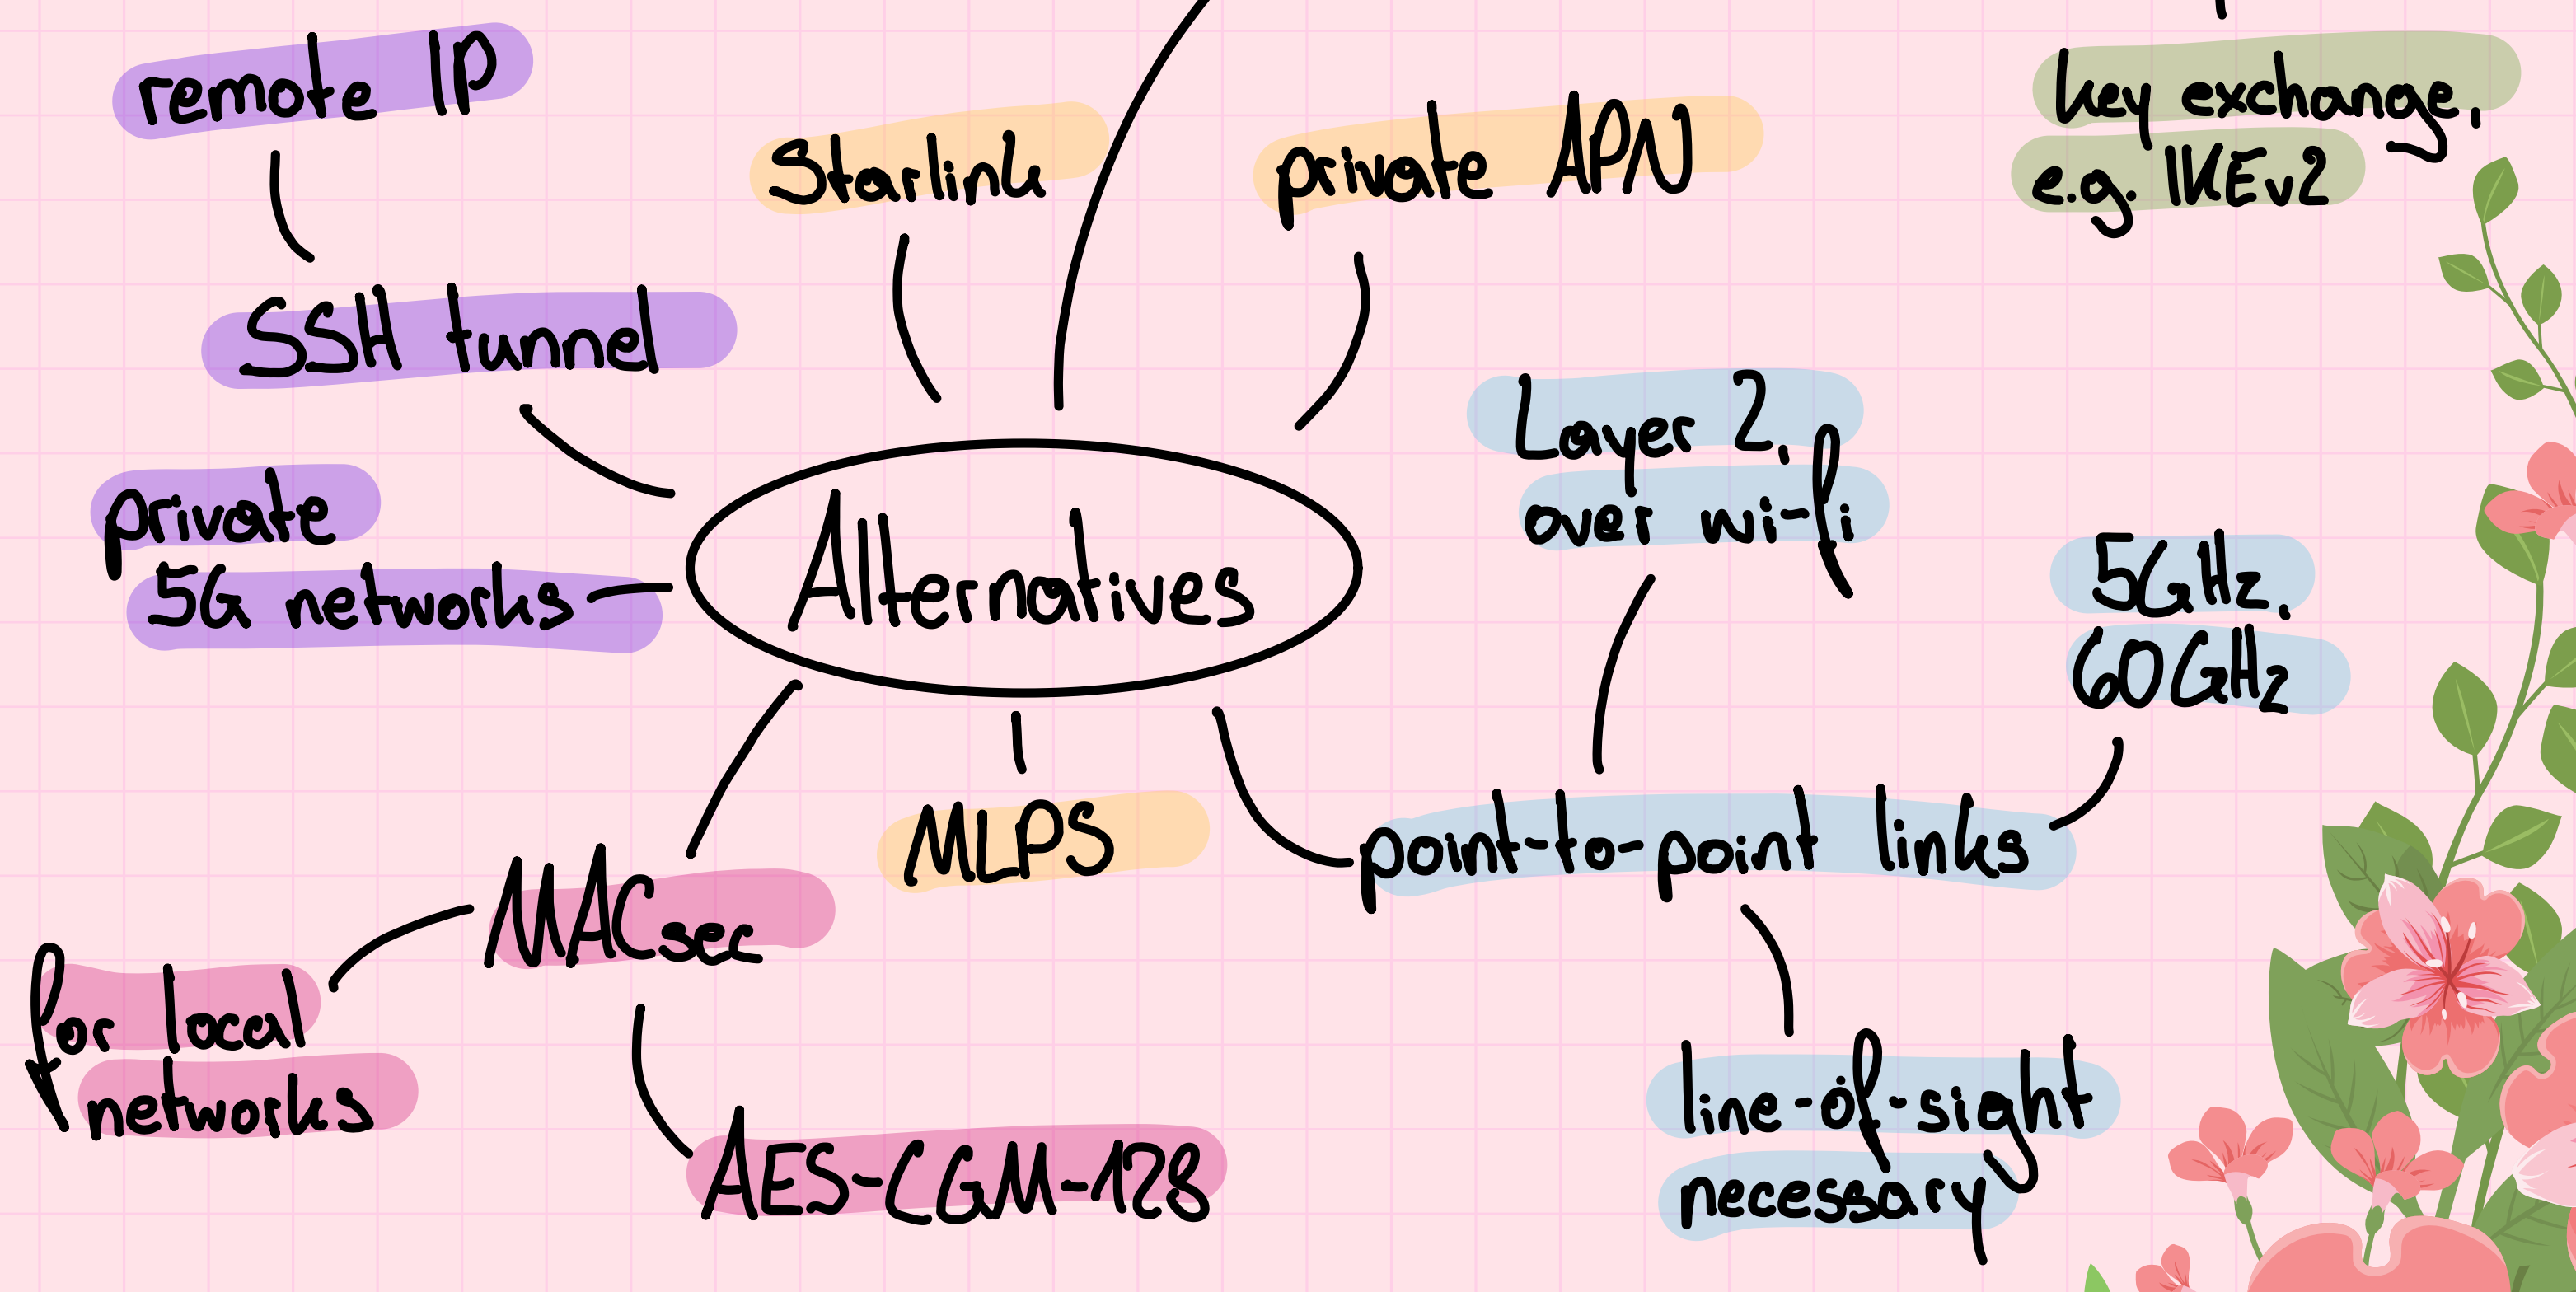 remote IP
SSH tunnel
private
5G networks
Starlink
private APN
key exchange,
e.g. IKEv2
Alternatives
Layer 2,
over wi-fi
5GHz,
60GHz
point-to-point links
line-of-sight
necessary
MLPS
MACsec
for local
networks
AES-CGM-128